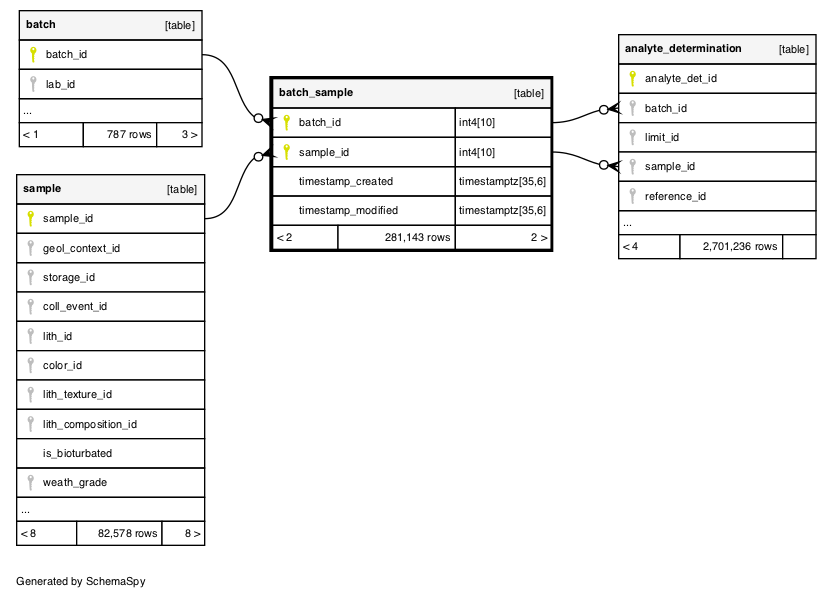 batch [table]
batch_id
lab_id
...
< 1 787 rows 3 >
sample [table]
sample_id
geol_context_id
storage_id
coll_event_id
lith_id
color_id
lith_texture_id
lith_composition_id
is_bioturbated
weath_grade
...
< 8 82,578 rows 8 >
batch_sample [table]
batch_id int4[10]
sample_id int4[10]
timestamp_created timestamptz[35,6]
timestamp_modified timestamptz[35,6]
< 2 281,143 rows 2 >
analyte_determination [table]
analyte_det_id
batch_id
limit_id
sample_id
reference_id
...
< 4 2,701,236 rows
Generated by SchemaSpy